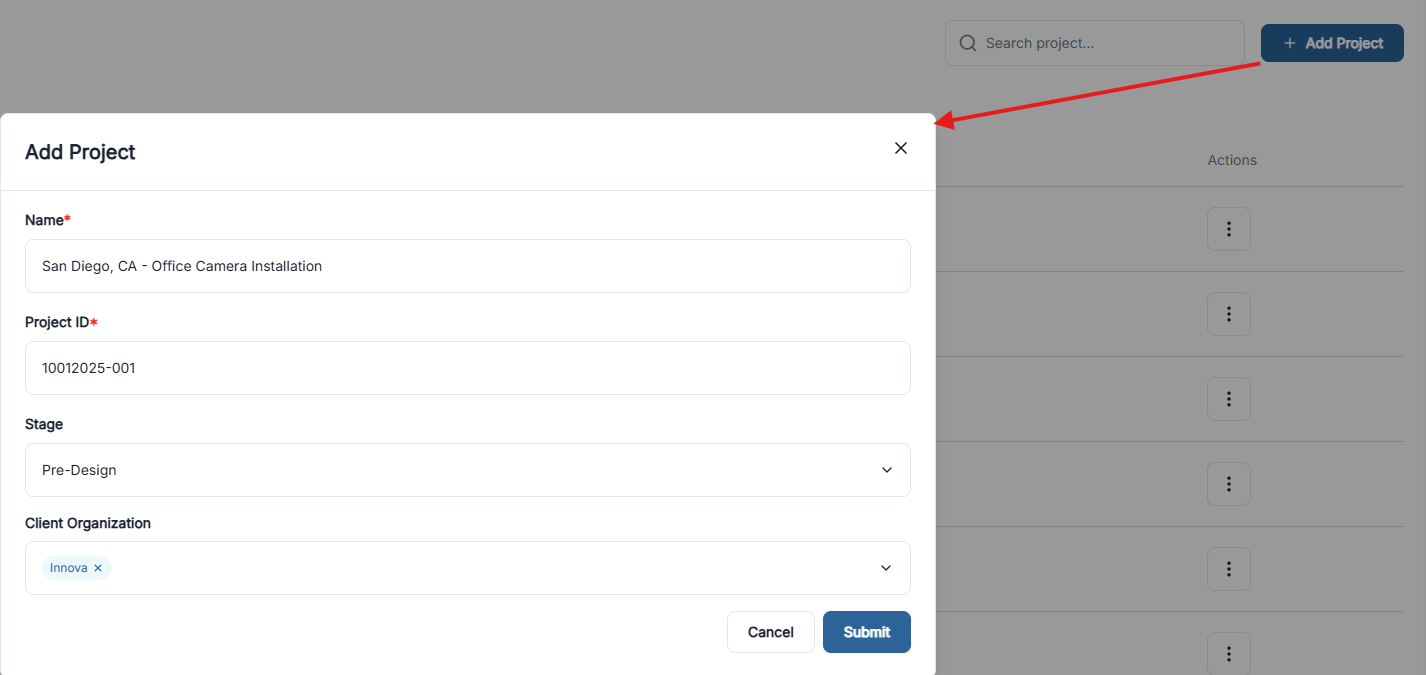 Search project...
+ Add Project
Add Project
Actions
Name*
San Diego, CA - Office Camera Installation
Project ID*
10012025-001
Stage
Pre-Design
Client Organization
Innova ×
Cancel
Submit